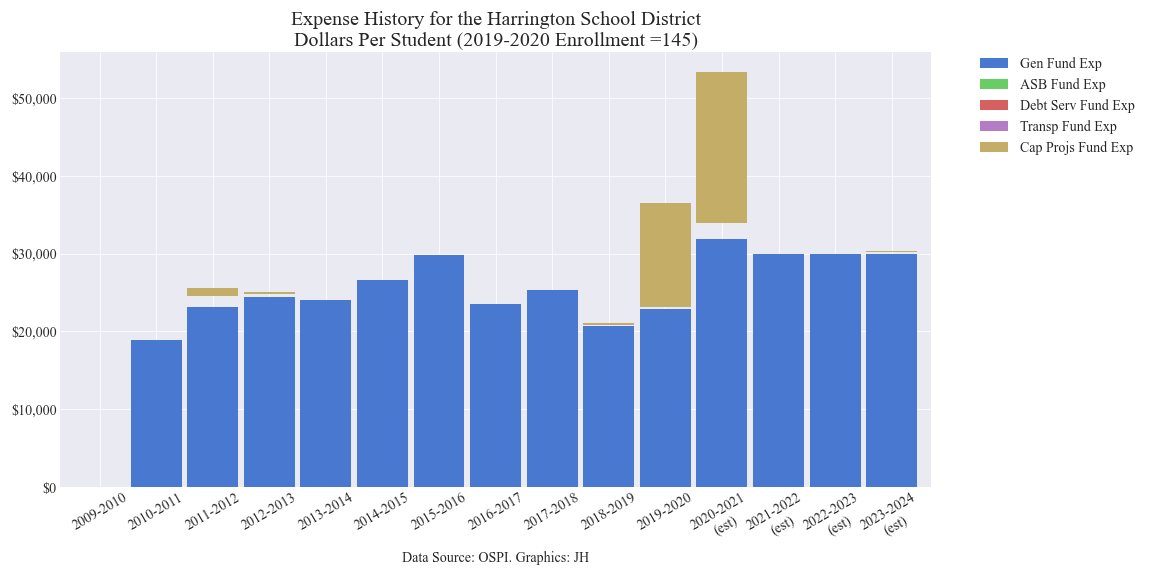 Expense History for the Harrington School District
Dollars Per Student (2019-2020 Enrollment =145)
Gen Fund Exp
ASB Fund Exp
Debt Serv Fund Exp
Transp Fund Exp
Cap Projs Fund Exp
$50,000
$40,000
$30,000
$20,000
$10,000
$0
2009-2010
2010-2011
2011-2012
2012-2013
2013-2014
2014-2015
2015-2016
2016-2017
2017-2018
2018-2019
2019-2020
2020-2021
(est)
2021-2022
(est)
2022-2023
(est)
2023-2024
(est)
Data Source: OSPI. Graphics: JH